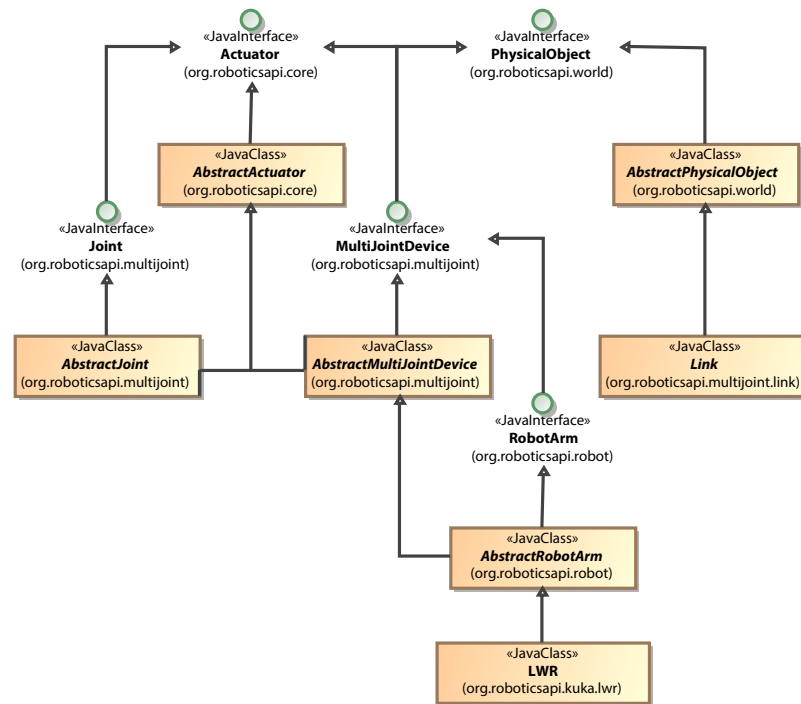 «JavaInterface»
Actuator
(org.roboticsapi.core)
«JavaInterface»
PhysicalObject
(org.roboticsapi.world)
«JavaClass»
AbstractActuator
(org.roboticsapi.core)
«JavaClass»
AbstractPhysicalObject
(org.roboticsapi.world)
«JavaInterface»
Joint
(org.roboticsapi.multijoint)
«JavaInterface»
MultiJointDevice
(org.roboticsapi.multijoint)
«JavaClass»
AbstractJoint
(org.roboticsapi.multijoint)
«JavaClass»
AbstractMultiJointDevice
(org.roboticsapi.multijoint)
«JavaClass»
Link
(org.roboticsapi.multijoint.link)
«JavaInterface»
RobotArm
(org.roboticsapi.robot)
«JavaClass»
AbstractRobotArm
(org.roboticsapi.robot)
«JavaClass»
LWR
(org.roboticsapi.kuka.lwr)